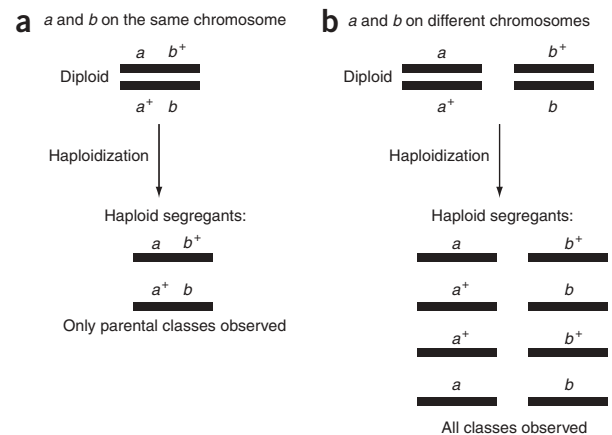 a a and b on the same chromosome
a b⁺
Diploid
a⁺ b
Haploidization
Haploid segregants:
a b⁺
a⁺ b
Only parental classes observed
b a and b on different chromosomes
a b⁺
Diploid
a⁺ b
Haploidization
Haploid segregants:
a b⁺
a⁺ b
a⁺ b⁺
a b
All classes observed